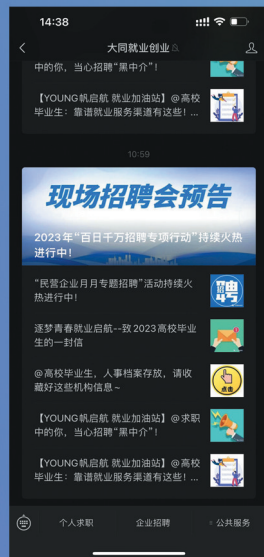 14:38
大同就业创业
中的你，当心招聘“黑中介”！
【YOUNG帆启航 就业加油站】@高校
毕业生：靠谱就业服务渠道有这些！...
10:59
现场招聘会预告
2023年“百日千万招聘专项行动”持续火热
进行中！
“民营企业月月专题招聘”活动持续火
热进行中！
招聘
逐梦青春就业启航--致2023高校毕业
生的一封信
@高校毕业生，人事档案存放，请收
藏好这些机构信息~
点击
【YOUNG帆启航 就业加油站】@求职
中的你，当心招聘“黑中介”！
【YOUNG帆启航 就业加油站】@高校
毕业生：靠谱就业服务渠道有这些！...
个人求职 企业招聘 公共服务